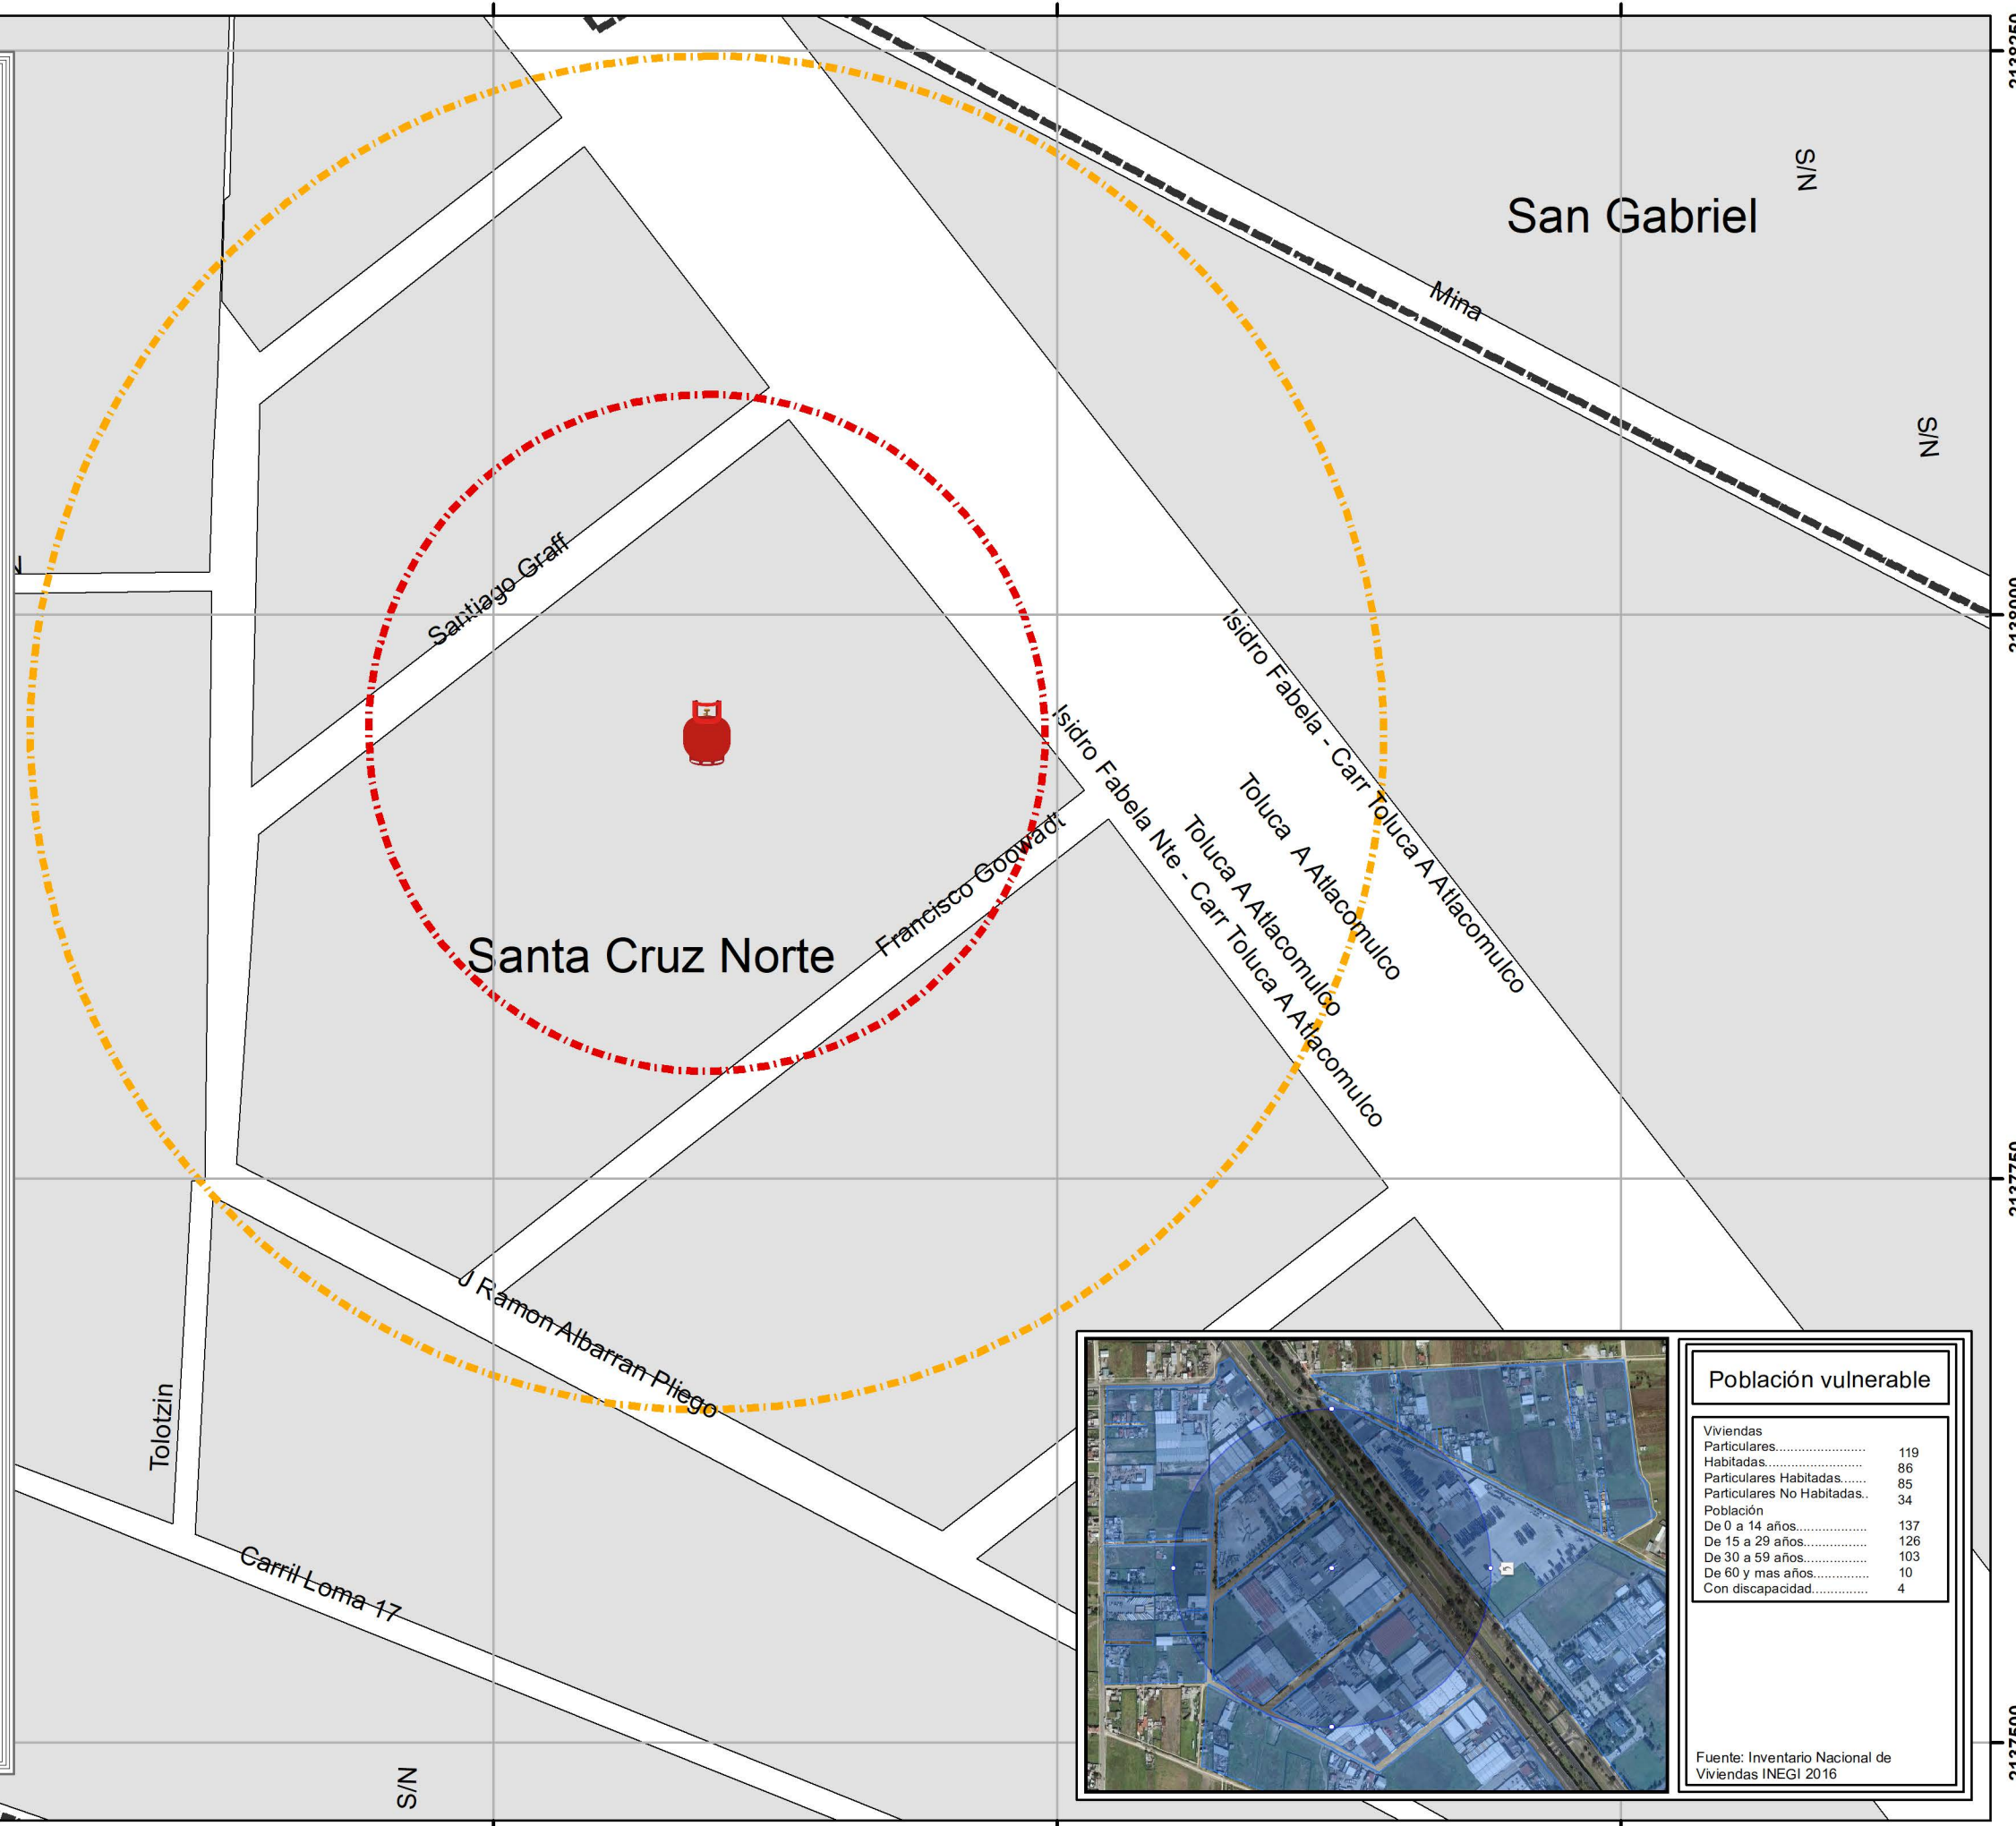 2138250
S/N
San Gabriel
Mina
S/N
Santiago Graff
2138000
Isidro Fabela - Carr Toluca A Atlacomulco
Isidro Fabela Nte - Carr Toluca A Atlacomulco
Toluca A Atlacomulco
Toluca A Atlacomulco
Francisco Goowadt
Santa Cruz Norte
2137750
J Ramon Albarran Pliego
Tolotzin
Carril Loma 17
S/N
2137500
Población vulnerable
Viviendas
Particulares....................... 119
Habitadas.......................... 86
Particulares Habitadas....... 85
Particulares No Habitadas.. 34
Población
De 0 a 14 años................... 137
De 15 a 29 años................. 126
De 30 a 59 años................. 103
De 60 y mas años.............. 10
Con discapacidad............... 4
Fuente: Inventario Nacional de
Viviendas INEGI 2016